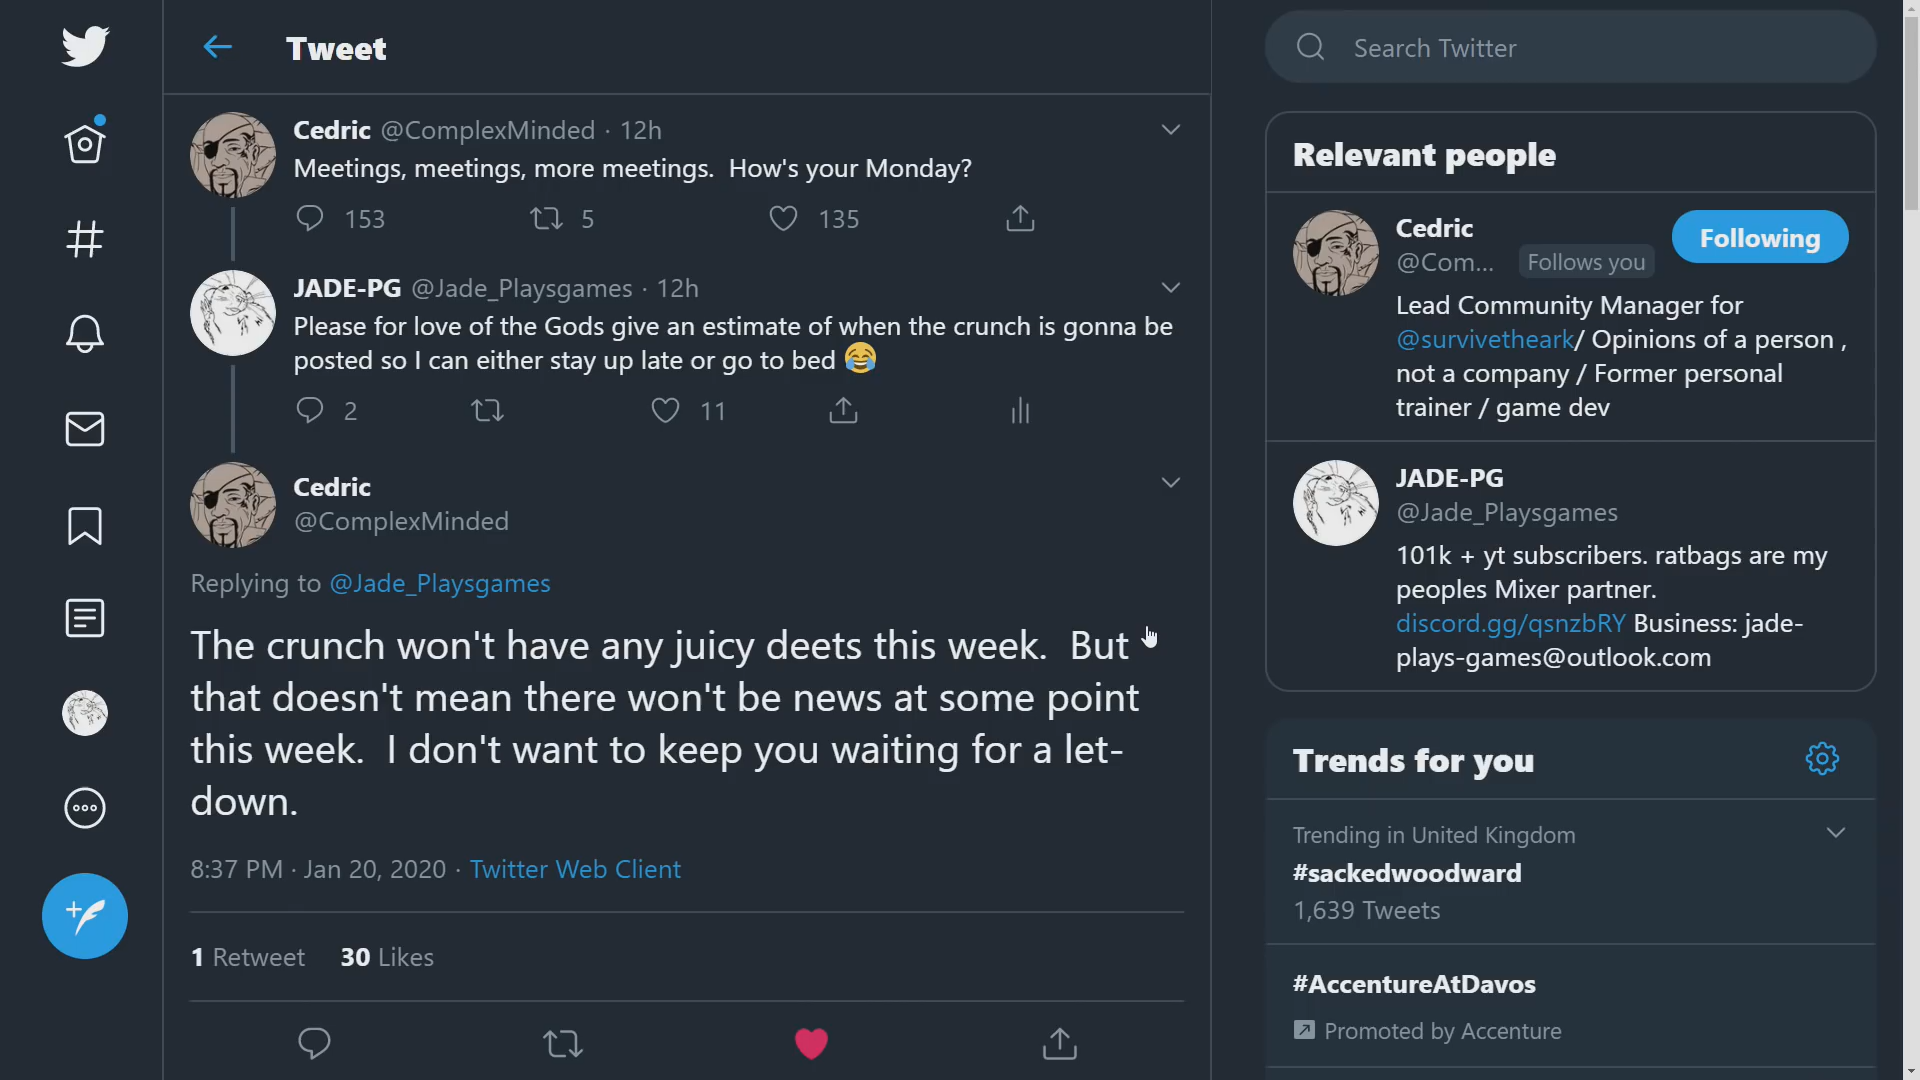 Tweet
Cedric @ComplexMinded · 12h
Meetings, meetings, more meetings.  How's your Monday?
153 5 135
JADE-PG @Jade_Playsgames · 12h
Please for love of the Gods give an estimate of when the crunch is gonna be
posted so I can either stay up late or go to bed 😂
2 11
Cedric
@ComplexMinded
Replying to @Jade_Playsgames
The crunch won't have any juicy deets this week.  But
that doesn't mean there won't be news at some point
this week.  I don't want to keep you waiting for a let-
down.
8:37 PM · Jan 20, 2020 · Twitter Web Client
1 Retweet 30 Likes
Search Twitter
Relevant people
Cedric
@Com... Follows you
Following
Lead Community Manager for
@survivetheark/ Opinions of a person ,
not a company / Former personal
trainer / game dev
JADE-PG
@Jade_Playsgames
101k + yt subscribers. ratbags are my
peoples Mixer partner.
discord.gg/qsnzbRY Business: jade-
plays-games@outlook.com
Trends for you
Trending in United Kingdom
#sackedwoodward
1,639 Tweets
#AccentureAtDavos
Promoted by Accenture